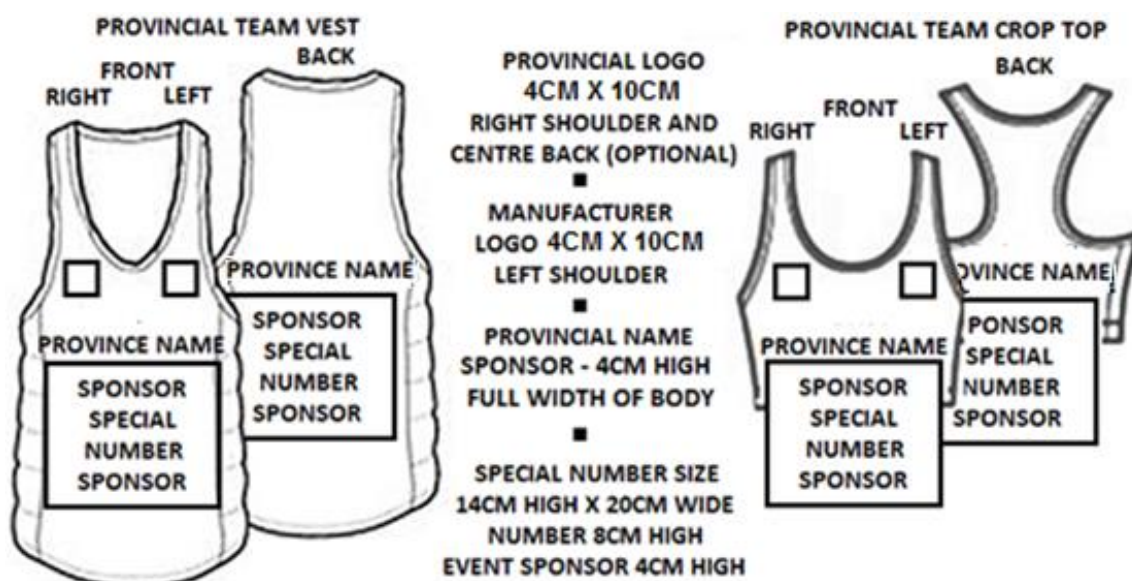 PROVINCIAL TEAM VEST
BACK
FRONT
RIGHT LEFT
PROVINCE NAME
SPONSOR
SPECIAL
NUMBER
SPONSOR
PROVINCE NAME
SPONSOR
SPECIAL
NUMBER
SPONSOR
PROVINCIAL LOGO
4CM X 10CM
RIGHT SHOULDER AND
CENTRE BACK (OPTIONAL)
MANUFACTURER
LOGO 4CM X 10CM
LEFT SHOULDER
PROVINCIAL NAME
SPONSOR - 4CM HIGH
FULL WIDTH OF BODY
SPECIAL NUMBER SIZE
14CM HIGH X 20CM WIDE
NUMBER 8CM HIGH
EVENT SPONSOR 4CM HIGH
PROVINCIAL TEAM CROP TOP
BACK
FRONT
RIGHT LEFT
OVINCE NAME
PONSOR
SPECIAL
NUMBER
SPONSOR
PROVINCE NAME
SPONSOR
SPECIAL
NUMBER
SPONSOR